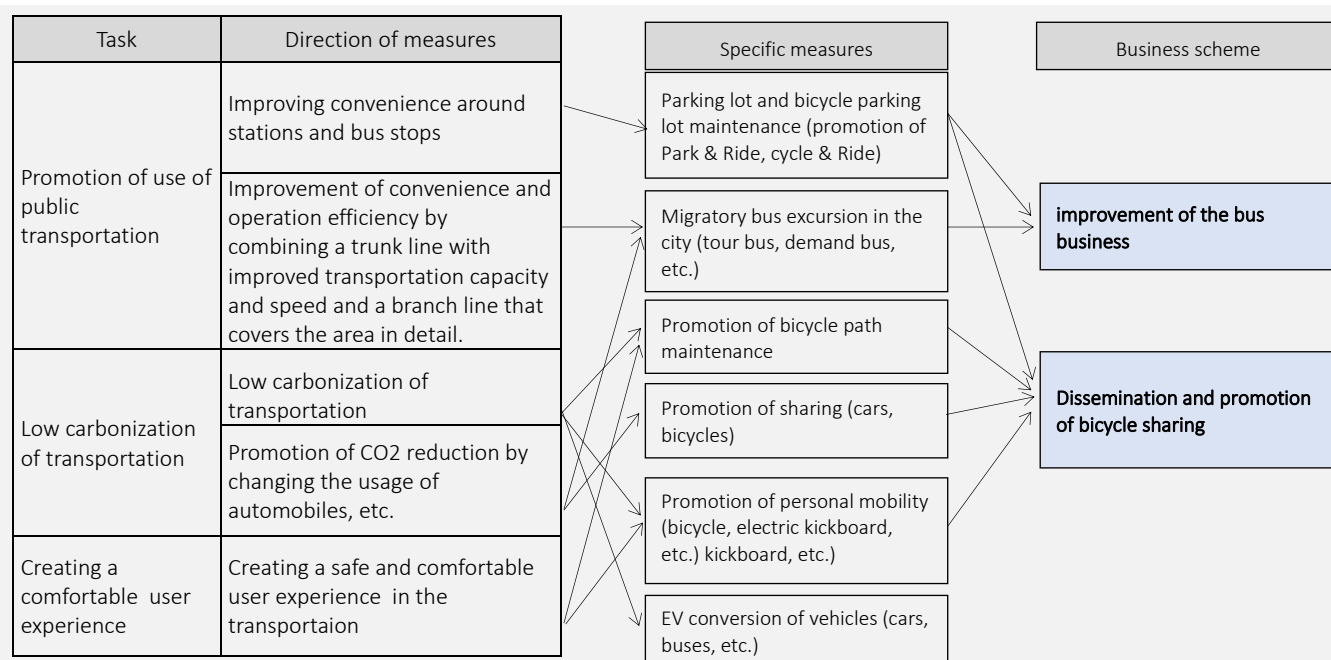 Task
Direction of measures
Specific measures
Business scheme
Promotion of use of
public
transportation
Improving convenience around
stations and bus stops
Improvement of convenience and
operation efficiency by
combining a trunk line with
improved transportation capacity
and speed and a branch line that
covers the area in detail.
Low carbonization
of transportation
Low carbonization of
transportation
Promotion of CO2 reduction by
changing the usage of
automobiles, etc.
Creating a
comfortable user
experience
Creating a safe and comfortable
user experience in the
transportaion
Parking lot and bicycle parking
lot maintenance (promotion of
Park & Ride, cycle & Ride)
Migratory bus excursion in the
city (tour bus, demand bus,
etc.)
Promotion of bicycle path
maintenance
Promotion of sharing (cars,
bicycles)
Promotion of personal mobility
(bicycle, electric kickboard,
etc.) kickboard, etc.)
EV conversion of vehicles (cars,
buses, etc.)
improvement of the bus
business
Dissemination and promotion
of bicycle sharing